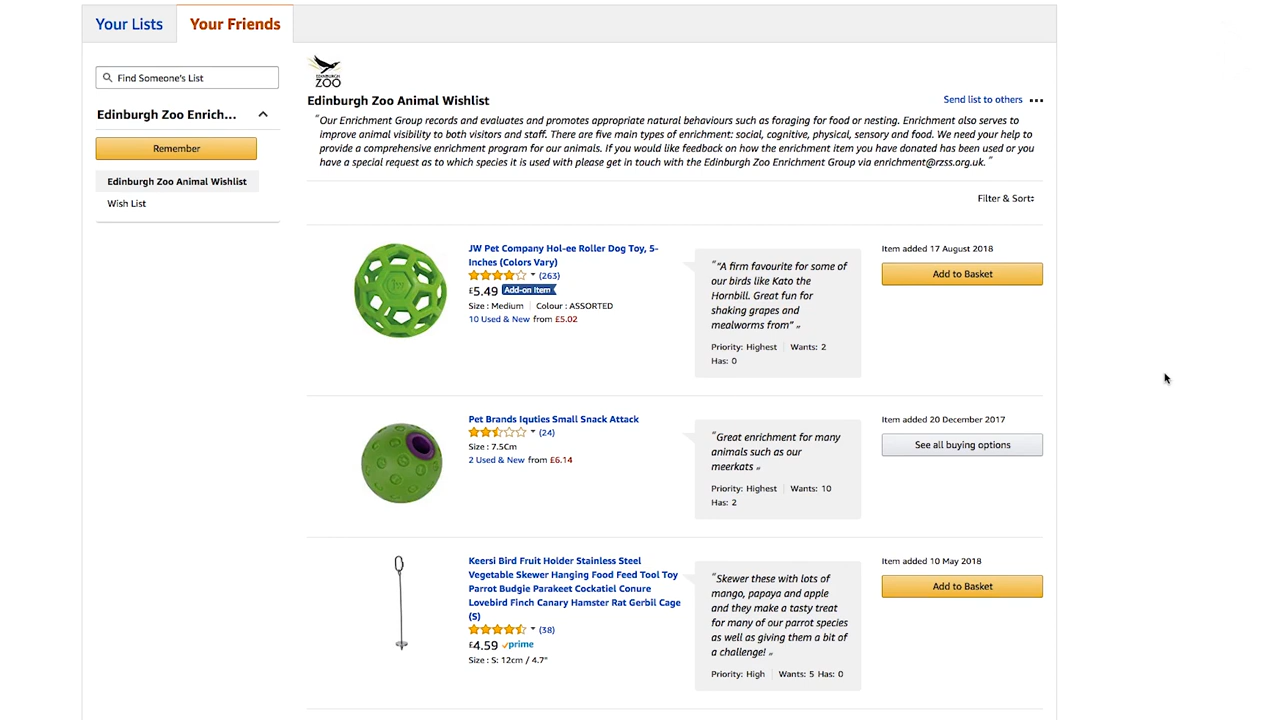 Your Lists
Your Friends
Find Someone's List
Edinburgh Zoo Enrich...
Remember
Edinburgh Zoo Animal Wishlist
Wish List
EDINBURGH
ZOO
Edinburgh Zoo Animal Wishlist
Send list to others
“Our Enrichment Group records and evaluates and promotes appropriate natural behaviours such as foraging for food or nesting. Enrichment also serves to
improve animal visibility to both visitors and staff. There are five main types of enrichment: social, cognitive, physical, sensory and food. We need your help to
provide a comprehensive enrichment program for our animals. If you would like feedback on how the enrichment item you have donated has been used or you
have a special request as to which species it is used with please get in touch with the Edinburgh Zoo Enrichment Group via enrichment@rzss.org.uk. ”
Filter & Sort
JW Pet Company Hol-ee Roller Dog Toy, 5-
Inches (Colors Vary)
(263)
£5.49 Add-on Item
Size : Medium | Colour : ASSORTED
10 Used & New from £5.02
“"A firm favourite for some of
our birds like Kato the
Hornbill. Great fun for
shaking grapes and
mealworms from" „
Priority: Highest | Wants: 2
Has: 0
Item added 17 August 2018
Add to Basket
Pet Brands Iquties Small Snack Attack
(24)
Size : 7.5Cm
2 Used & New from £6.14
“Great enrichment for many
animals such as our
meerkats „
Priority: Highest | Wants: 10
Has: 2
Item added 20 December 2017
See all buying options
Keersi Bird Fruit Holder Stainless Steel
Vegetable Skewer Hanging Food Feed Tool Toy
Parrot Budgie Parakeet Cockatiel Conure
Lovebird Finch Canary Hamster Rat Gerbil Cage
(S)
(38)
£4.59 prime
Size : S: 12cm / 4.7"
“Skewer these with lots of
mango, papaya and apple
and they make a tasty treat
for many of our parrot species
as well as giving them a bit of
a challenge! „
Priority: High | Wants: 5 Has: 0
Item added 10 May 2018
Add to Basket